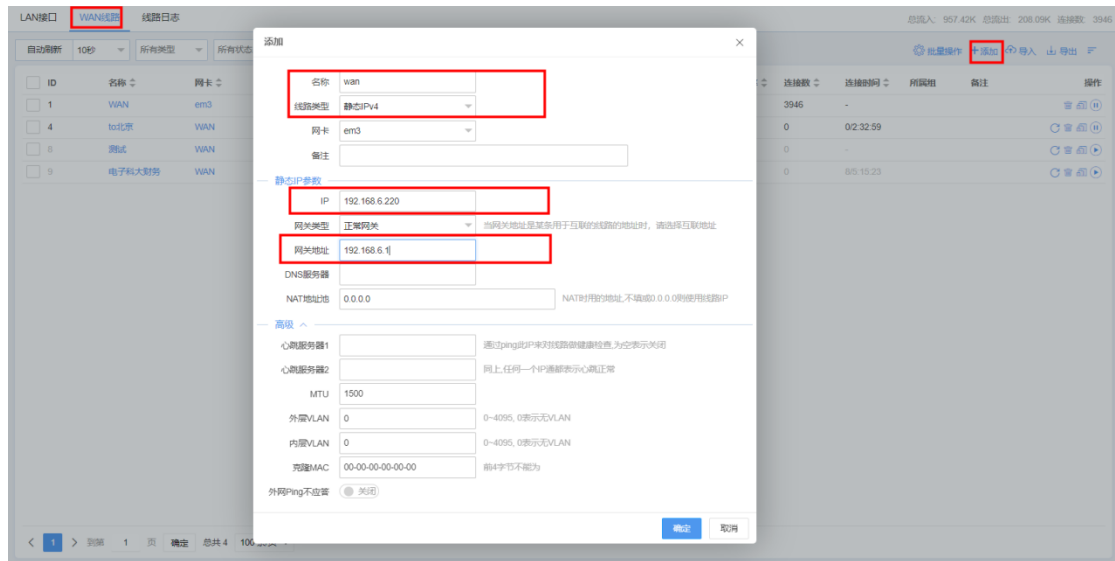 LAN接口 WAN线路 线路日志 总流入: 957.42K 总流出: 208.09K 连接数: 3946
自动刷新 10秒 所有类型 所有状态 批量操作 +添加 导入 导出
添加
ID 名称 网卡 连接数 连接时间 所属组 备注 操作
1 WAN em3 3946 -
4 to北京 WAN 0 0/2:32:59
8 测试 WAN 0 -
9 电子科大财务 WAN 0 8/5:18:23
名称 wan
线路类型 静态IPv4
网卡 em3
备注
静态IP参数
IP 192.168.6.220
网关类型 正常网关 当网关地址是某条用于互联的线路的地址时，请选择互联地址
网关地址 192.168.6.1
DNS服务器
NAT地址池 0.0.0.0 NAT时用的地址,不填或0.0.0.0则使用线路IP
高级
心跳服务器1 通过ping此IP来对线路做健康检查,为空表示关闭
心跳服务器2 同上,任何一个IP通都表示心跳正常
MTU 1500
外层VLAN 0 0~4095, 0表示无VLAN
内层VLAN 0 0~4095, 0表示无VLAN
克隆MAC 00-00-00-00-00-00 前4字节不能为
外网Ping不应答 关闭
确定 取消
1 到第 1 页 确定 总共 4 100